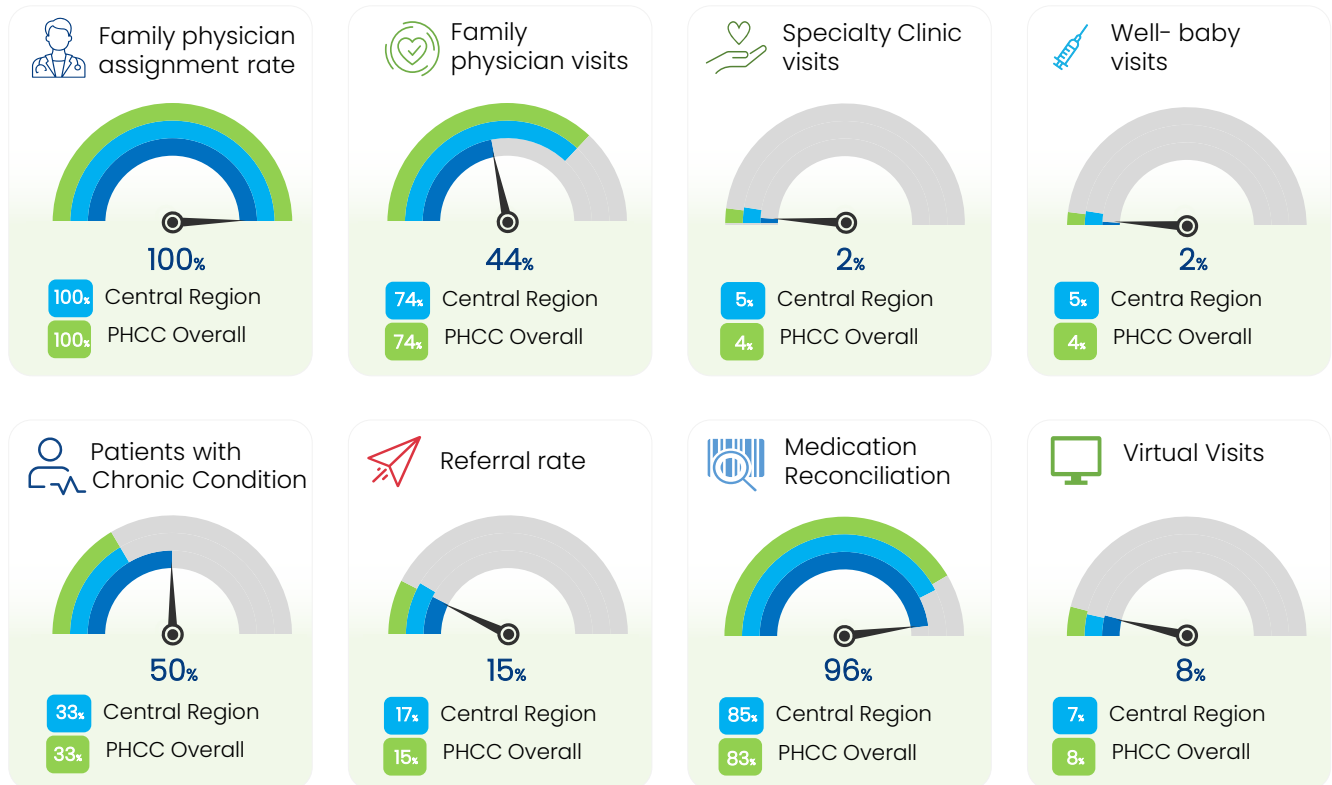 Family physician
assignment rate
100%
100% Central Region
100% PHCC Overall
Family
physician visits
44%
74% Central Region
74% PHCC Overall
Specialty Clinic
visits
2%
5% Central Region
4% PHCC Overall
Well- baby
visits
2%
5% Centra Region
4% PHCC Overall
Patients with
Chronic Condition
50%
33% Central Region
33% PHCC Overall
Referral rate
15%
17% Central Region
15% PHCC Overall
Medication
Reconciliation
96%
85% Central Region
83% PHCC Overall
Virtual Visits
8%
7% Central Region
8% PHCC Overall